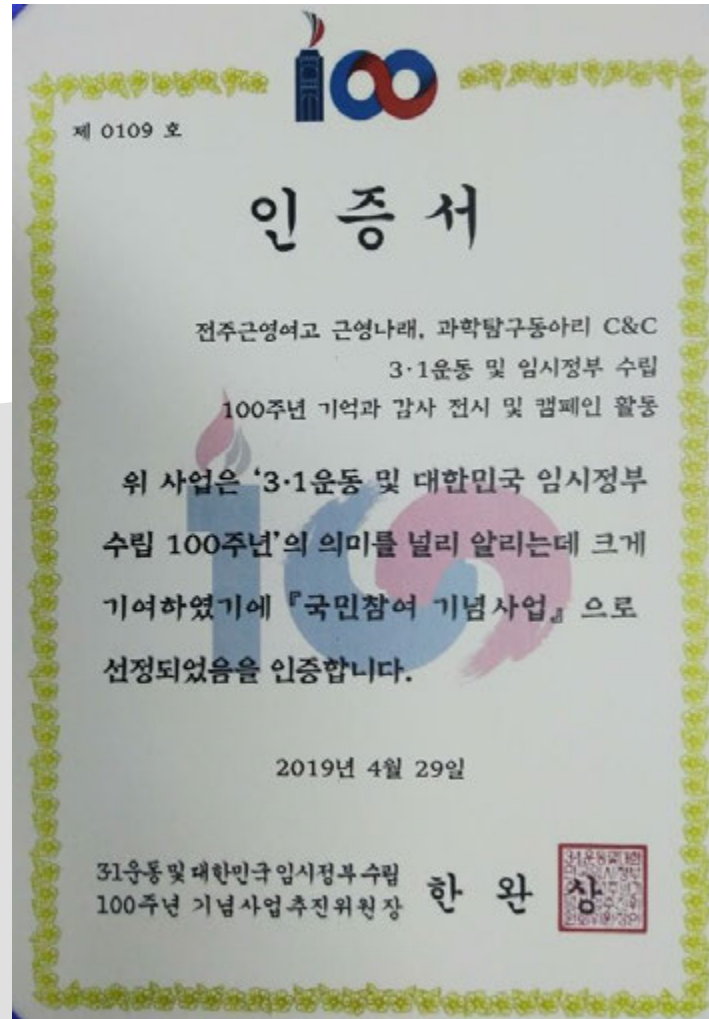 100
제 0109 호
인 증 서
전주근영여고 근영나래, 과학탐구동아리 C&C
3·1운동 및 임시정부 수립
100주년 기억과 감사 전시 및 캠페인 활동
위 사업은 ‘3·1운동 및 대한민국 임시정부
수립 100주년’의 의미를 널리 알리는데 크게
기여하였기에 『국민참여 기념사업』 으로
선정되었음을 인증합니다.
2019년 4월 29일
3·1운동 및 대한민국 임시정부 수립
100주년 기념사업추진위원장 한 완 상